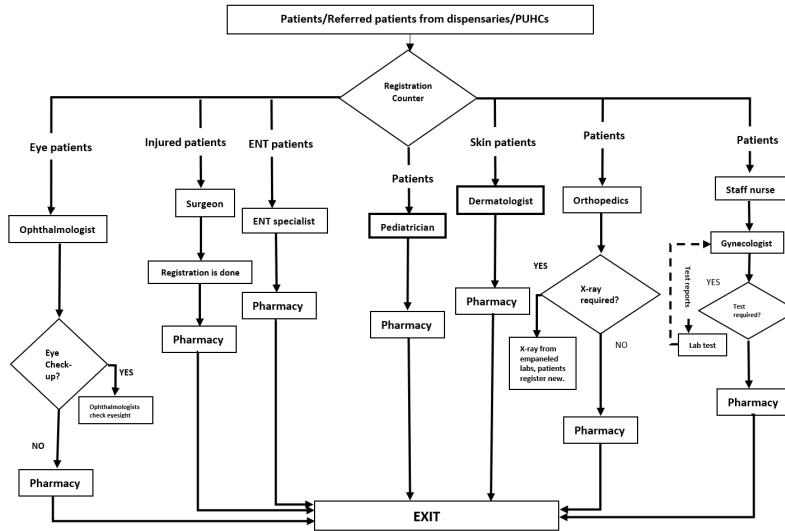 Patients/Referred patients from dispensaries/PUHCs
Registration
Counter
Eye patients
Injured patients
ENT patients
Patients
Skin patients
Patients
Patients
Ophthalmologist
Surgeon
ENT specialist
Pediatrician
Dermatologist
Orthopedics
Staff nurse
Gynecologist
Registration is done
Pharmacy
Pharmacy
Pharmacy
Pharmacy
YES
X-ray
required?
NO
X-ray from
empaneled
labs, patients
register new.
Test reports
YES
Test
required?
Lab test
Eye
Check-
up?
YES
Ophthalmologists
check eyesight
NO
Pharmacy
Pharmacy
Pharmacy
EXIT